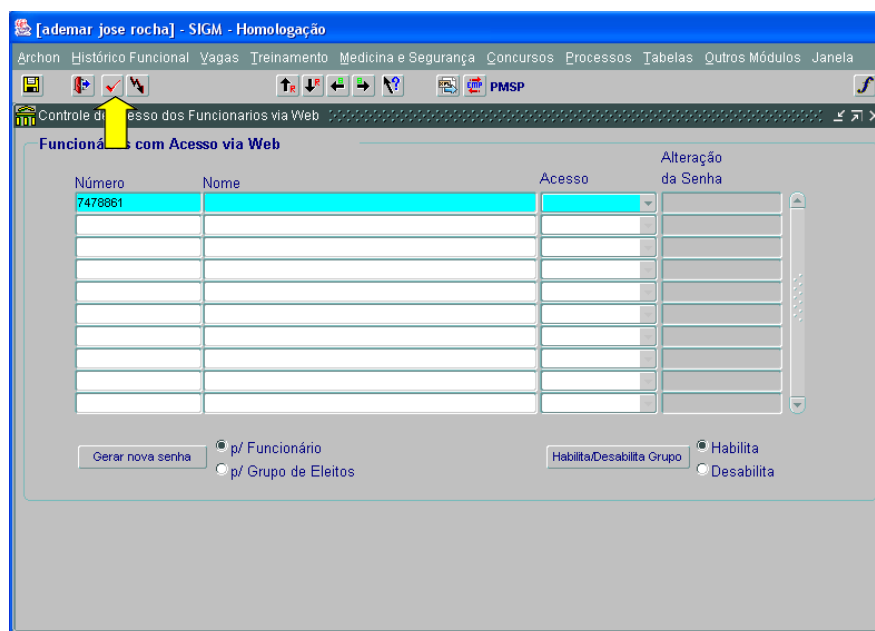 [ademar jose rocha] - SIGM - Homologação
Archon Histórico Funcional Vagas Treinamento Medicina e Segurança Concursos Processos Tabelas Outros Módulos Janela
PMSP
Controle de esso dos Funcionarios via Web
Funcioná s com Acesso via Web
Alteração
Número Nome Acesso da Senha
7478861
Gerar nova senha p/ Funcionário Habilita/Desabilita Grupo Habilita
p/ Grupo de Eleitos Desabilita